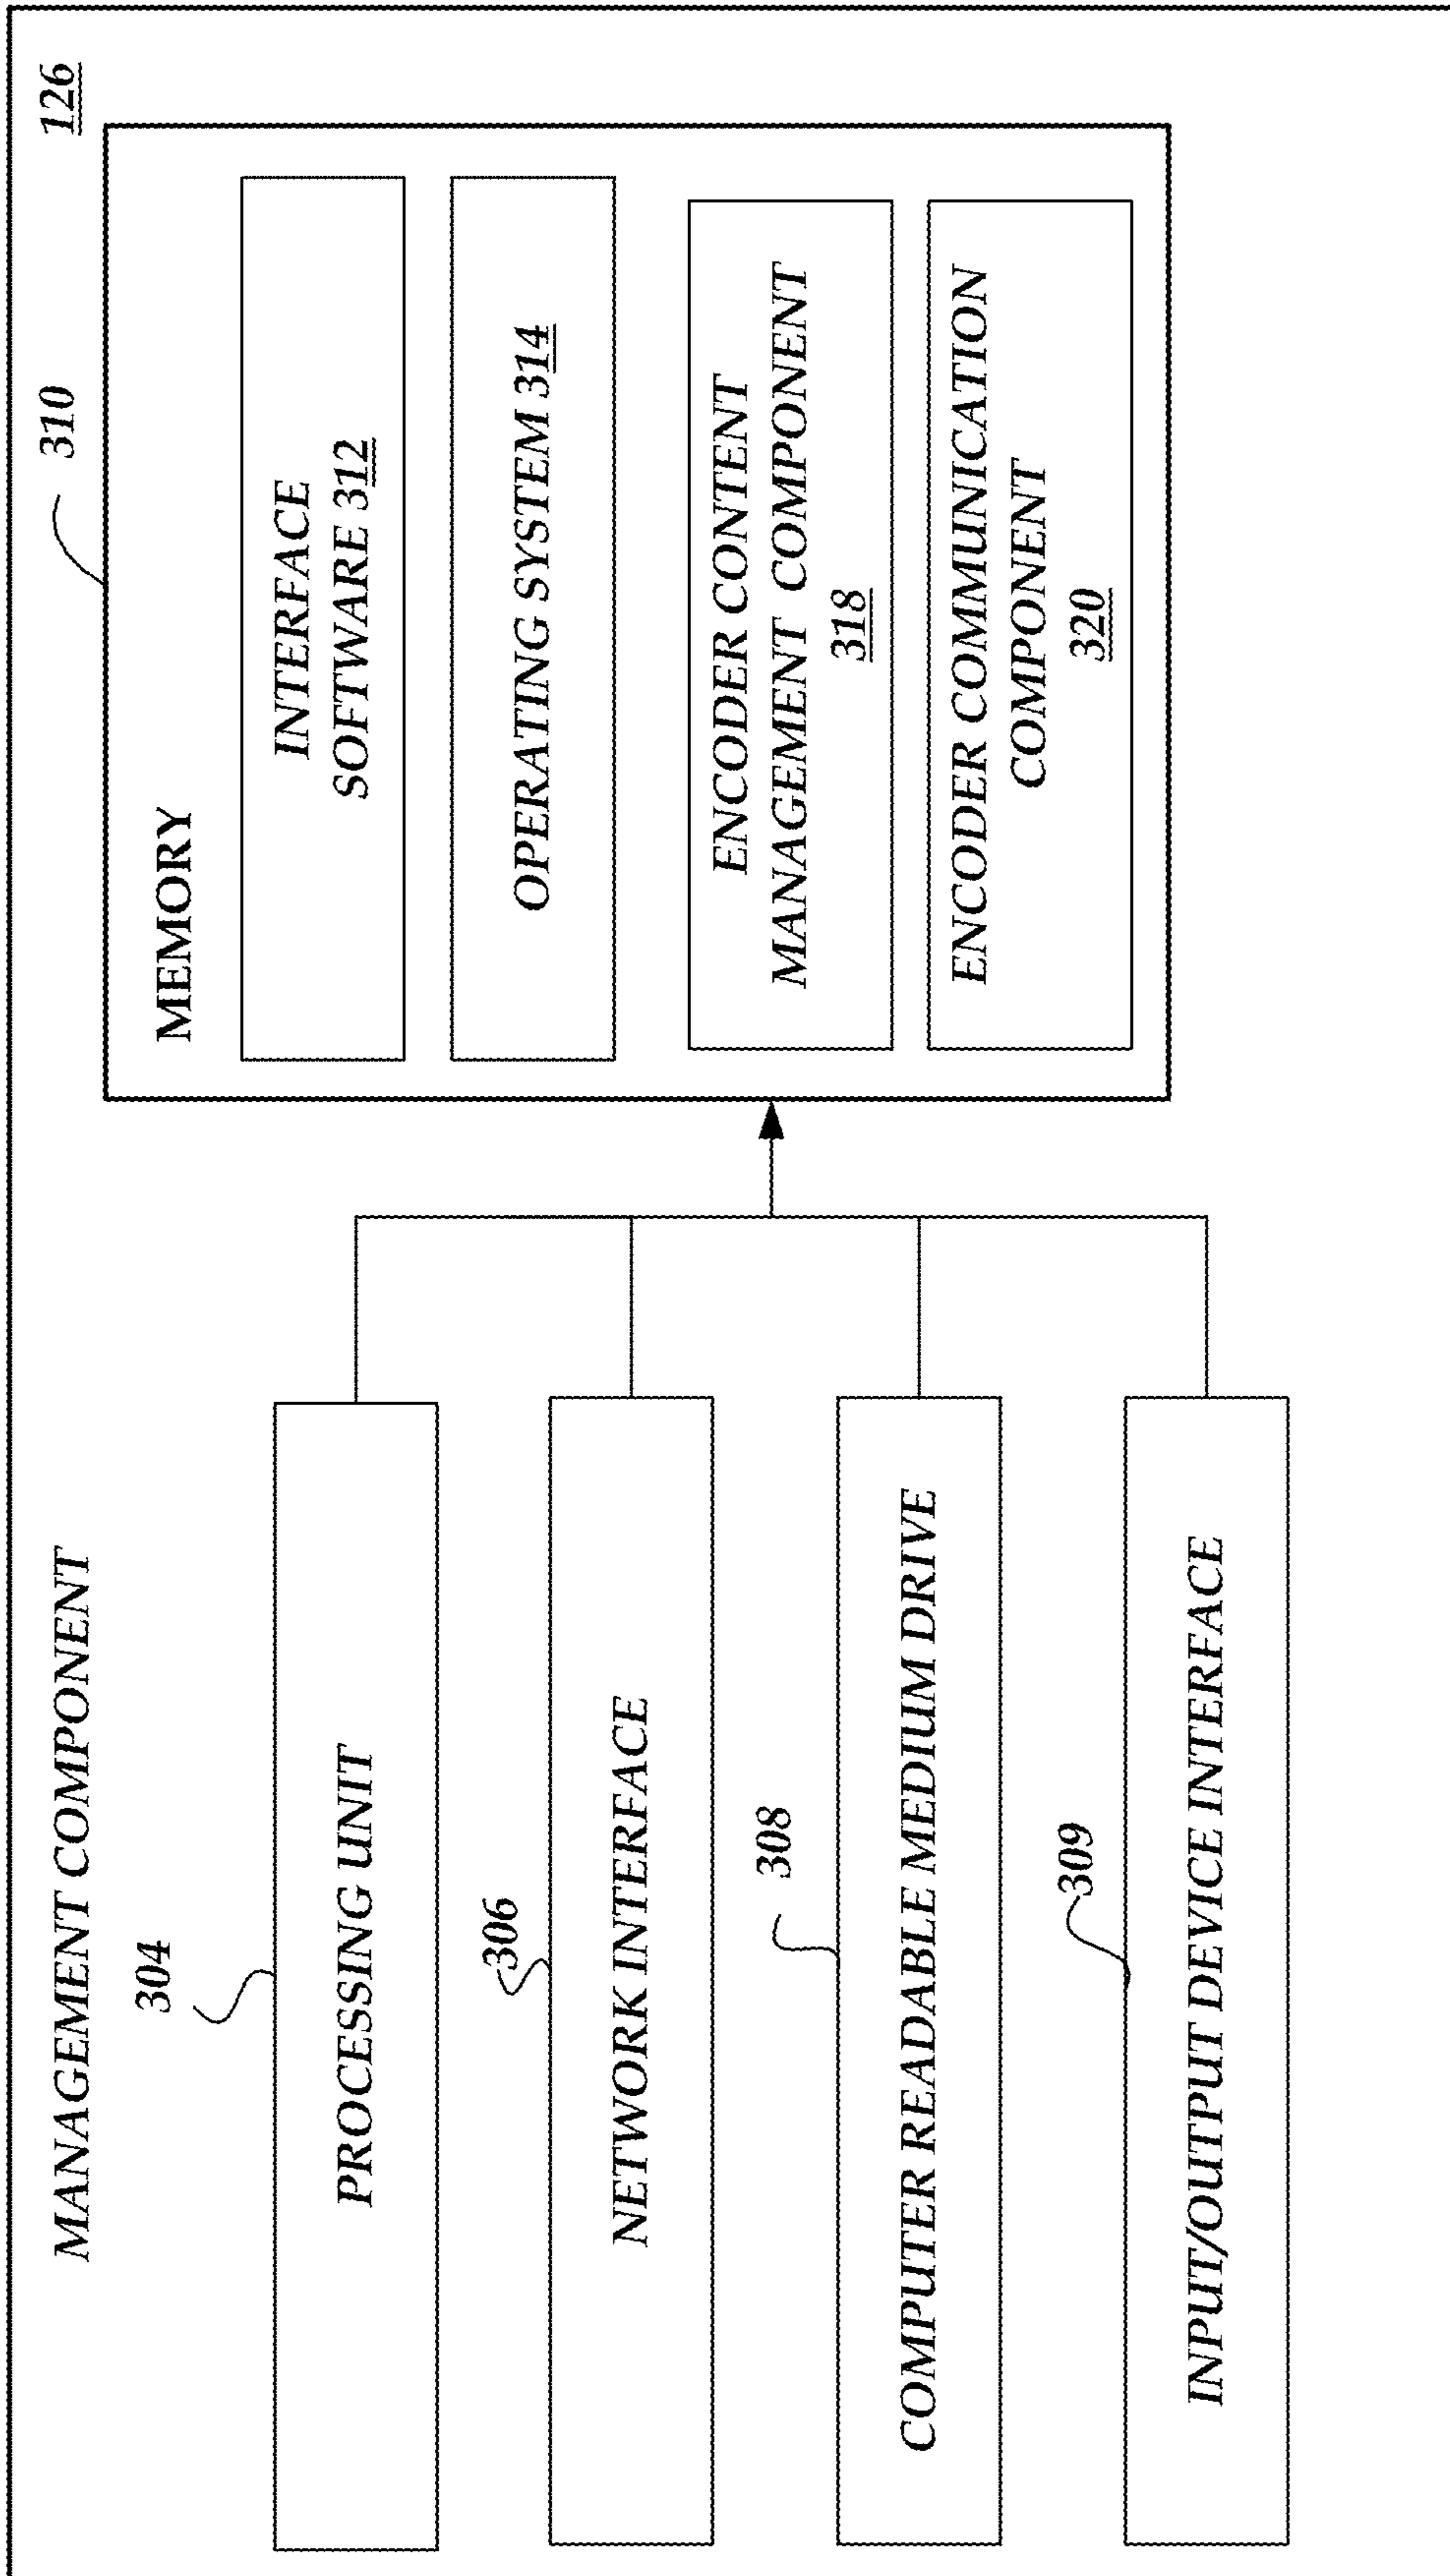 MANAGEMENT COMPONENT
126
304
PROCESSING UNIT
306
NETWORK INTERFACE
308
COMPUTER READABLE MEDIUM DRIVE
309
INPUT/OUTPUT DEVICE INTERFACE
310
MEMORY
INTERFACE
SOFTWARE 312
OPERATING SYSTEM 314
ENCODER CONTENT
MANAGEMENT COMPONENT
318
ENCODER COMMUNICATION
COMPONENT
320